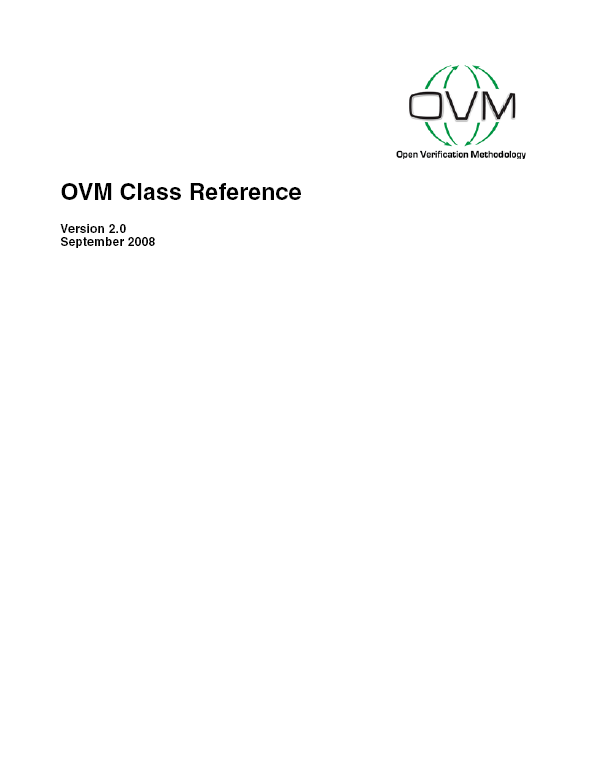 OVM
Open Verification Methodology
OVM Class Reference
Version 2.0
September 2008